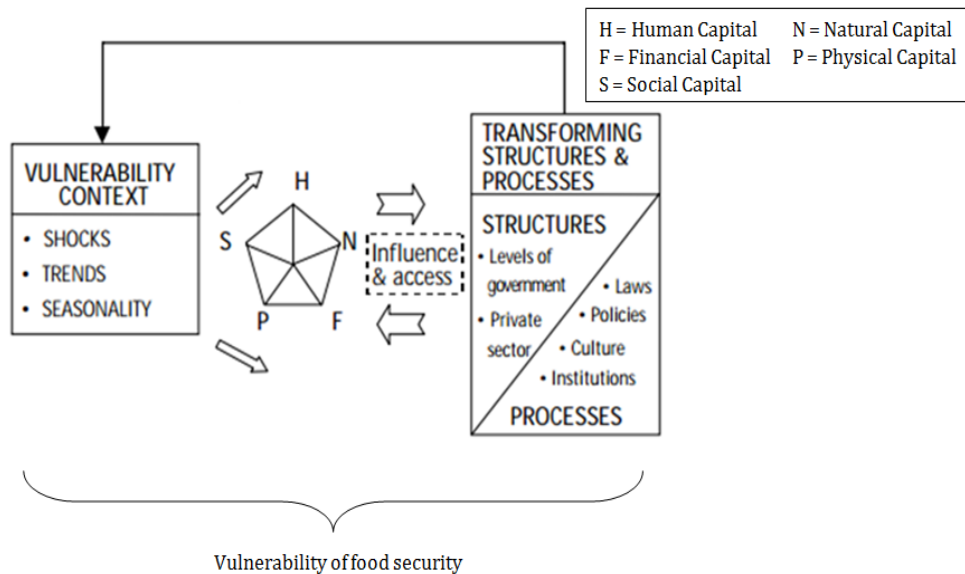 H = Human Capital N = Natural Capital
F = Financial Capital P = Physical Capital
S = Social Capital
VULNERABILITY
CONTEXT
• SHOCKS
• TRENDS
• SEASONALITY
H
S
N
P
F
Influence
& access
TRANSFORMING
STRUCTURES &
PROCESSES
STRUCTURES
• Levels of
government
• Private
sector
• Laws
• Policies
• Culture
• Institutions
PROCESSES
Vulnerability of food security